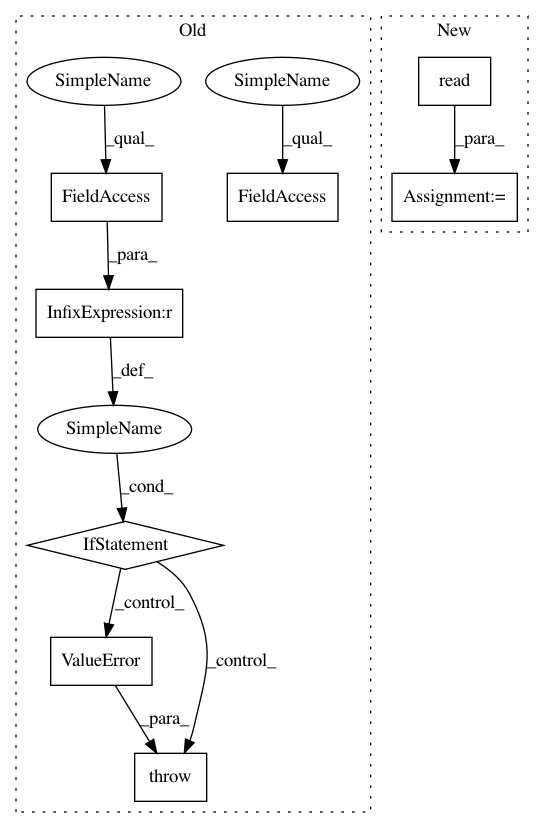 Old
New
SimpleName
SimpleName
read
_qual_
_qual_
_para_
FieldAccess
FieldAccess
Assignment:=
_para_
InfixExpression:r
_def_
SimpleName
_cond_
IfStatement
_control_
ValueError
_control_
_para_
throw